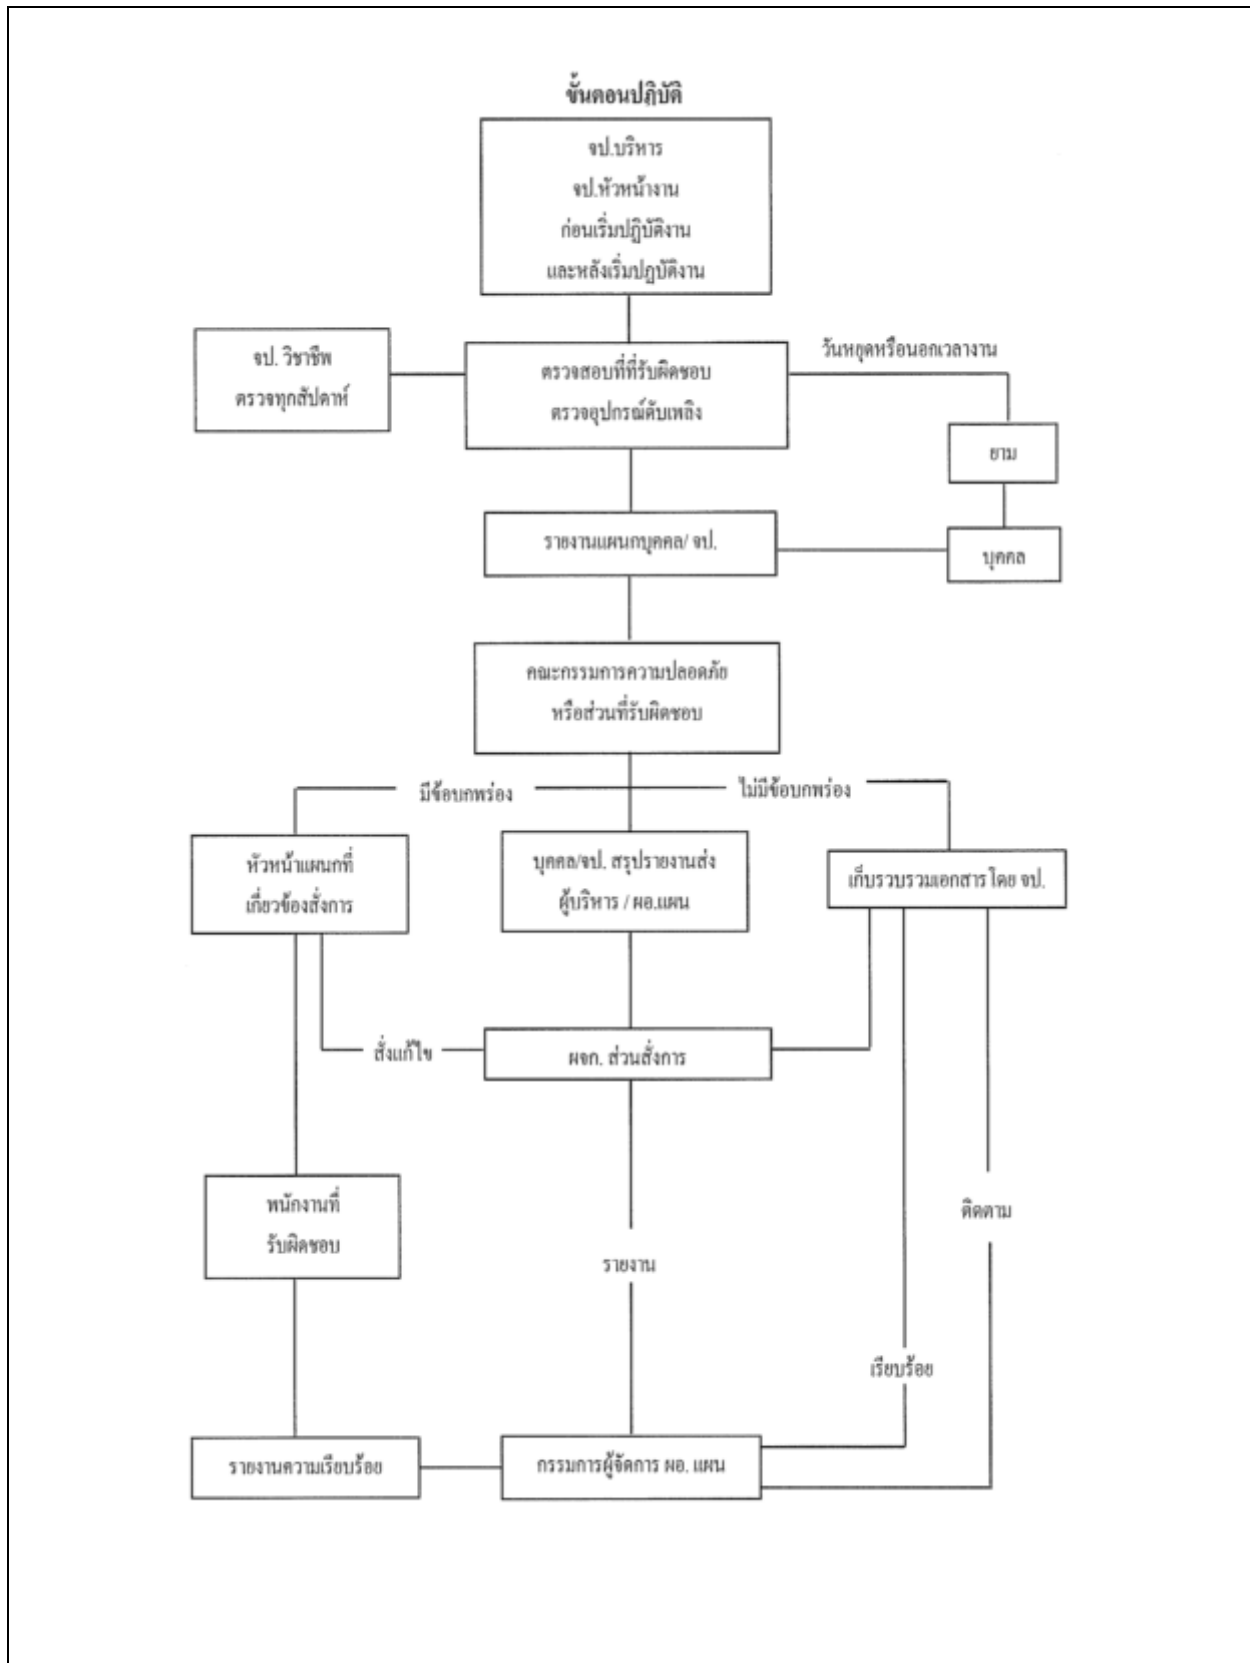 ขั้นตอนปฏิบัติ
จป.บริหาร
จป.หัวหน้างาน
ก่อนเริ่มปฏิบัติงาน
และหลังเริ่มปฏบัติงาน
จป. วิชาชีพ
ตรวจทุกสัปดาห์
ตรวจสอบที่ที่รับผิดชอบ
ตรวจอุปกรณ์ดับเพลิง
วันหยุดหรือนอกเวลางาน
ยาม
บุคคล
รายงานแผนกบุคคล/ จป.
คณะกรรมการความปลอดภัย
หรือส่วนที่รับผิดชอบ
มีข้อบกพร่อง
ไม่มีข้อบกพร่อง
หัวหน้าแผนกที่
เกี่ยวข้องสั่งการ
บุคคล/จป. สรุปรายงานส่ง
ผู้บริหาร / ผอ.แผน
เก็บรวบรวมเอกสาร โดย จป.
สั่งแก้ไข
ผจก. ส่วนสั่งการ
พนักงานที่
รับผิดชอบ
ติดตาม
รายงาน
เรียบร้อย
รายงานความเรียบร้อย
กรรมการผู้จัดการ ผอ. แผน